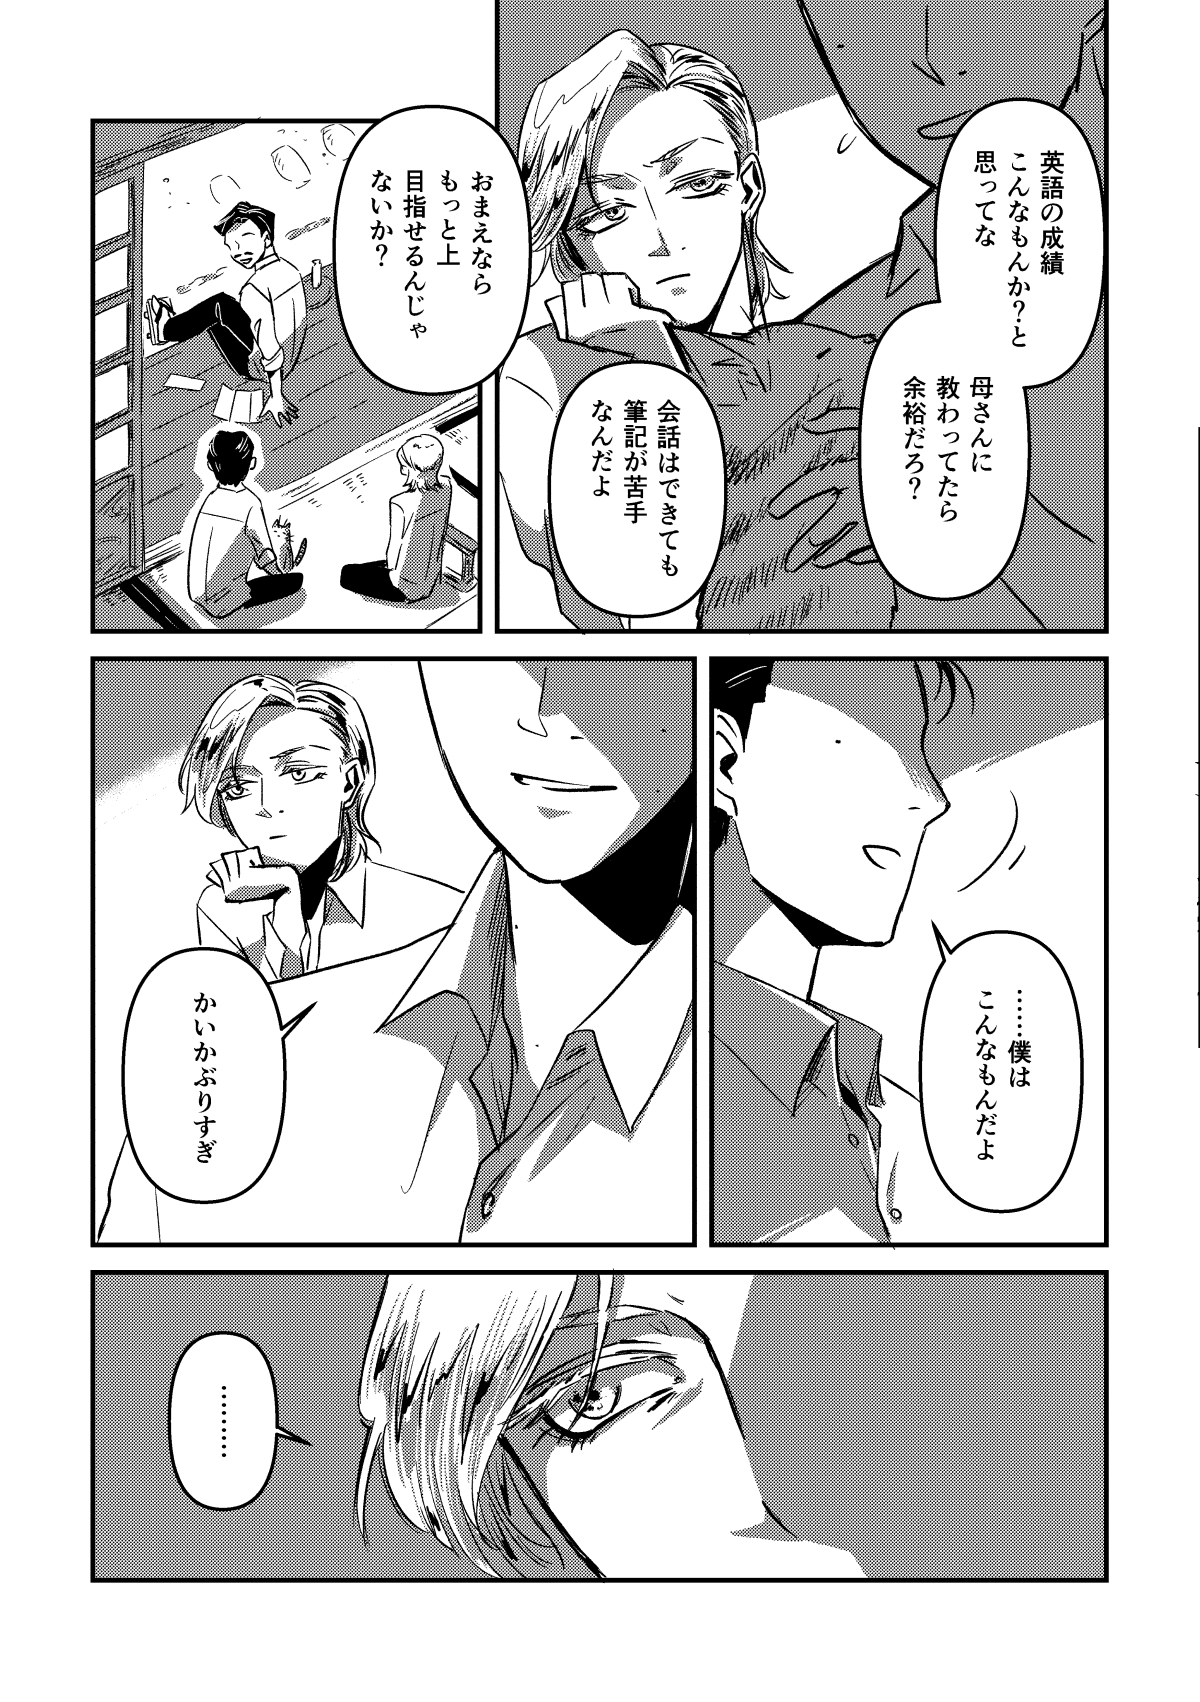 英語の成績
こんなもんか？と
思ってな
母さんに
教わってたら
余裕だろ？
会話はできても
筆記が苦手
なんだよ
おまえなら
もっと上
目指せるんじゃ
ないか？
……僕は
こんなもんだよ
かいかぶりすぎ
………